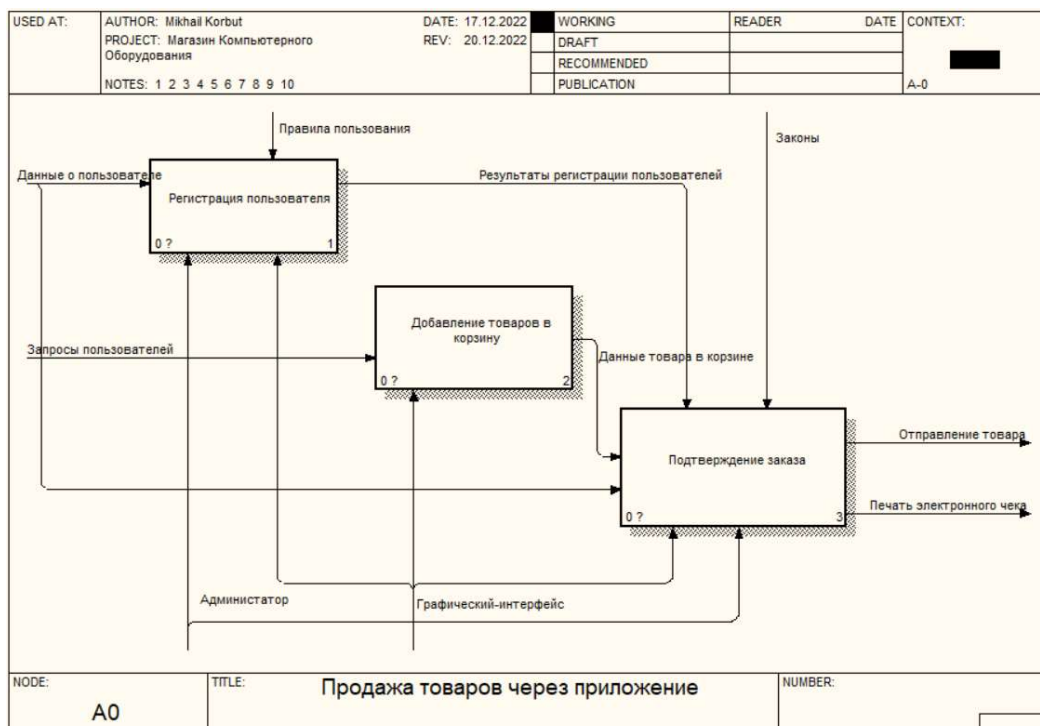 USED AT:
AUTHOR: Mikhail Korbut
DATE: 17.12.2022
WORKING
READER
DATE
CONTEXT:
PROJECT: Магазин Компьютерного
Оборудования
REV: 20.12.2022
DRAFT
RECOMMENDED
NOTES: 1 2 3 4 5 6 7 8 9 10
PUBLICATION
A-0
Правила пользования
Законы
Данные о пользователе
Результаты регистрации пользователей
Регистрация пользователя
0 ?
1
Добавление товаров в
корзину
Запросы пользователей
Данные товара в корзине
0 ?
2
Отправление товара
Подтверждение заказа
Печать электронного чека
0 ?
3
Администатор
Графический-интерфейс
NODE:
TITLE:
Продажа товаров через приложение
NUMBER:
A0